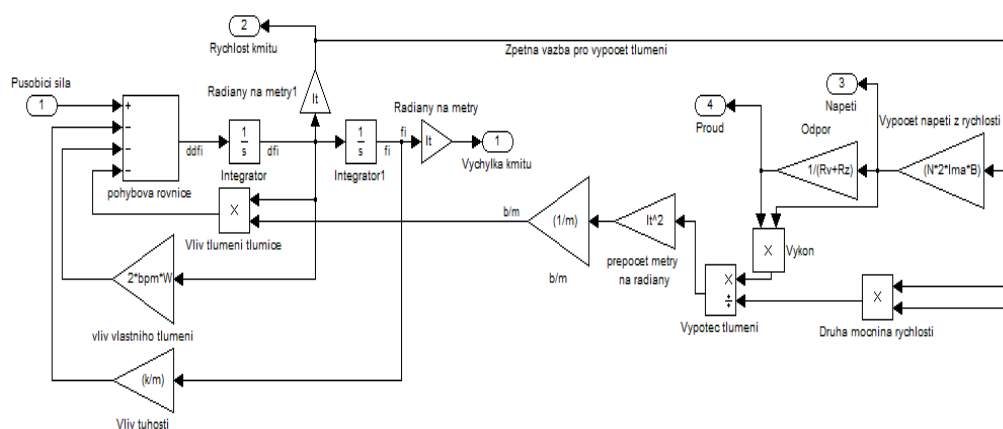 2
Rychlost kmitu
Zpetna vazba pro vypocet tlumeni
Pusobici sila
1
+
−
−
−
pohybova rovnice
ddfi
1
s
Integrator
dfi
Radiany na metry1
lt
1
s
Integrator1
fi
fi
Radiany na metry
lt
1
Vychylka kmitu
3
Napeti
4
Proud
Odpor
1/(Rv+Rz)
Vypocet napeti z rychlosti
(N*2*lma*B)
X
Vliv tlumeni tlumice
b/m
(1/m)
b/m
lt^2
prepocet metry
na radiany
X
Vykon
X
÷
Vypotec tlumeni
X
Druha mocnina rychlosti
2*bpm*W
vliv vlastniho tlumeni
(k/m)
Vliv tuhosti